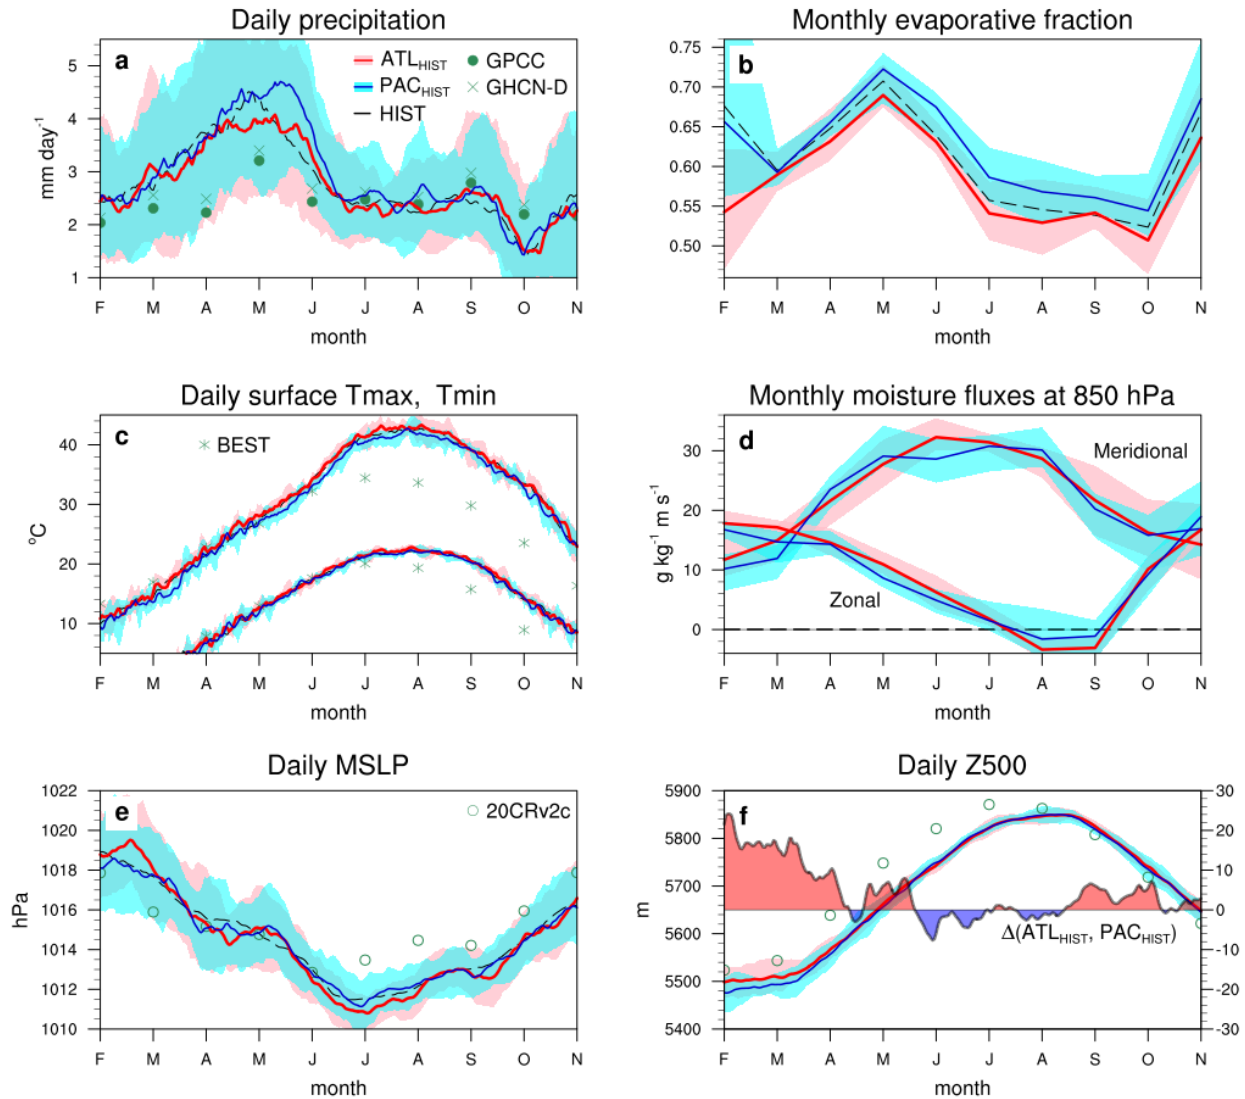 Daily precipitation
a
ATL_HIST
PAC_HIST
HIST
GPCC
GHCN-D
5
4
3
2
1
mm day⁻¹
F M A M J J A S O N
month
Monthly evaporative fraction
b
0.75
0.70
0.65
0.60
0.55
0.50
F M A M J J A S O N
month
Daily surface Tmax, Tmin
c
BEST
40
30
20
10
°C
F M A M J J A S O N
month
Monthly moisture fluxes at 850 hPa
d
Meridional
Zonal
30
20
10
0
g kg⁻¹ m s⁻¹
F M A M J J A S O N
month
Daily MSLP
e
20CRv2c
1022
1020
1018
1016
1014
1012
1010
hPa
F M A M J J A S O N
month
Daily Z500
f
5900
5800
5700
5600
5500
5400
m
30
20
10
0
-10
-20
-30
Δ(ATL_HIST, PAC_HIST)
F M A M J J A S O N
month